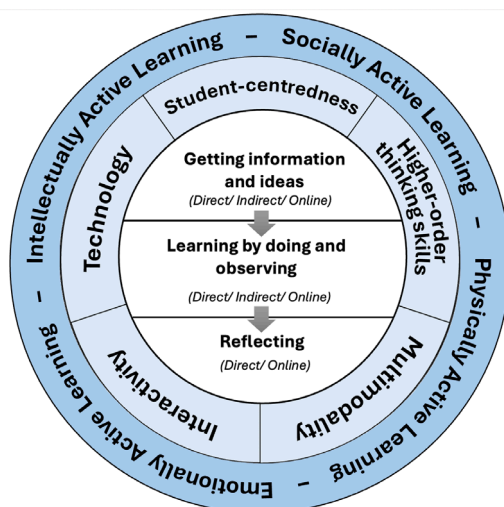 Intellectually Active Learning – Socially Active Learning – Physically Active Learning – Emotionally Active Learning –
Student-centredness
Higher-order
thinking skills
Multimodality
Interactivity
Technology
Getting information
and ideas
(Direct/ Indirect/ Online)
Learning by doing and
observing
(Direct/ Indirect/ Online)
Reflecting
(Direct/ Online)